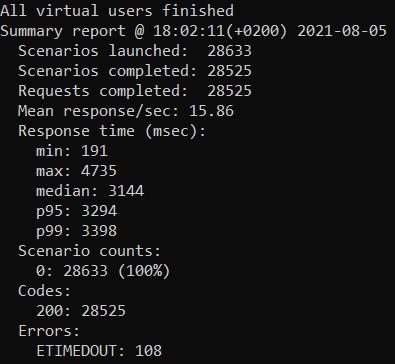 All virtual users finished
Summary report @ 18:02:11(+0200) 2021-08-05
Scenarios launched:  28633
Scenarios completed: 28525
Requests completed:  28525
Mean response/sec: 15.86
Response time (msec):
min: 191
max: 4735
median: 3144
p95: 3294
p99: 3398
Scenario counts:
0: 28633 (100%)
Codes:
200: 28525
Errors:
ETIMEDOUT: 108